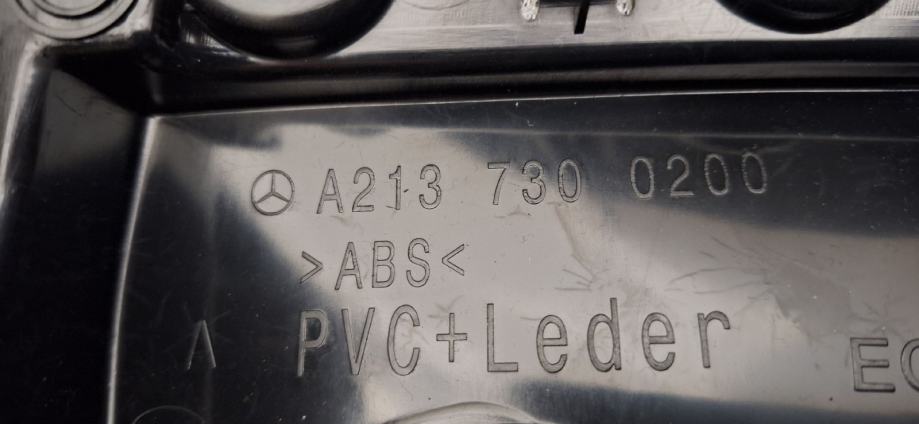 A213 730 0200
>ABS<
PVC+Leder